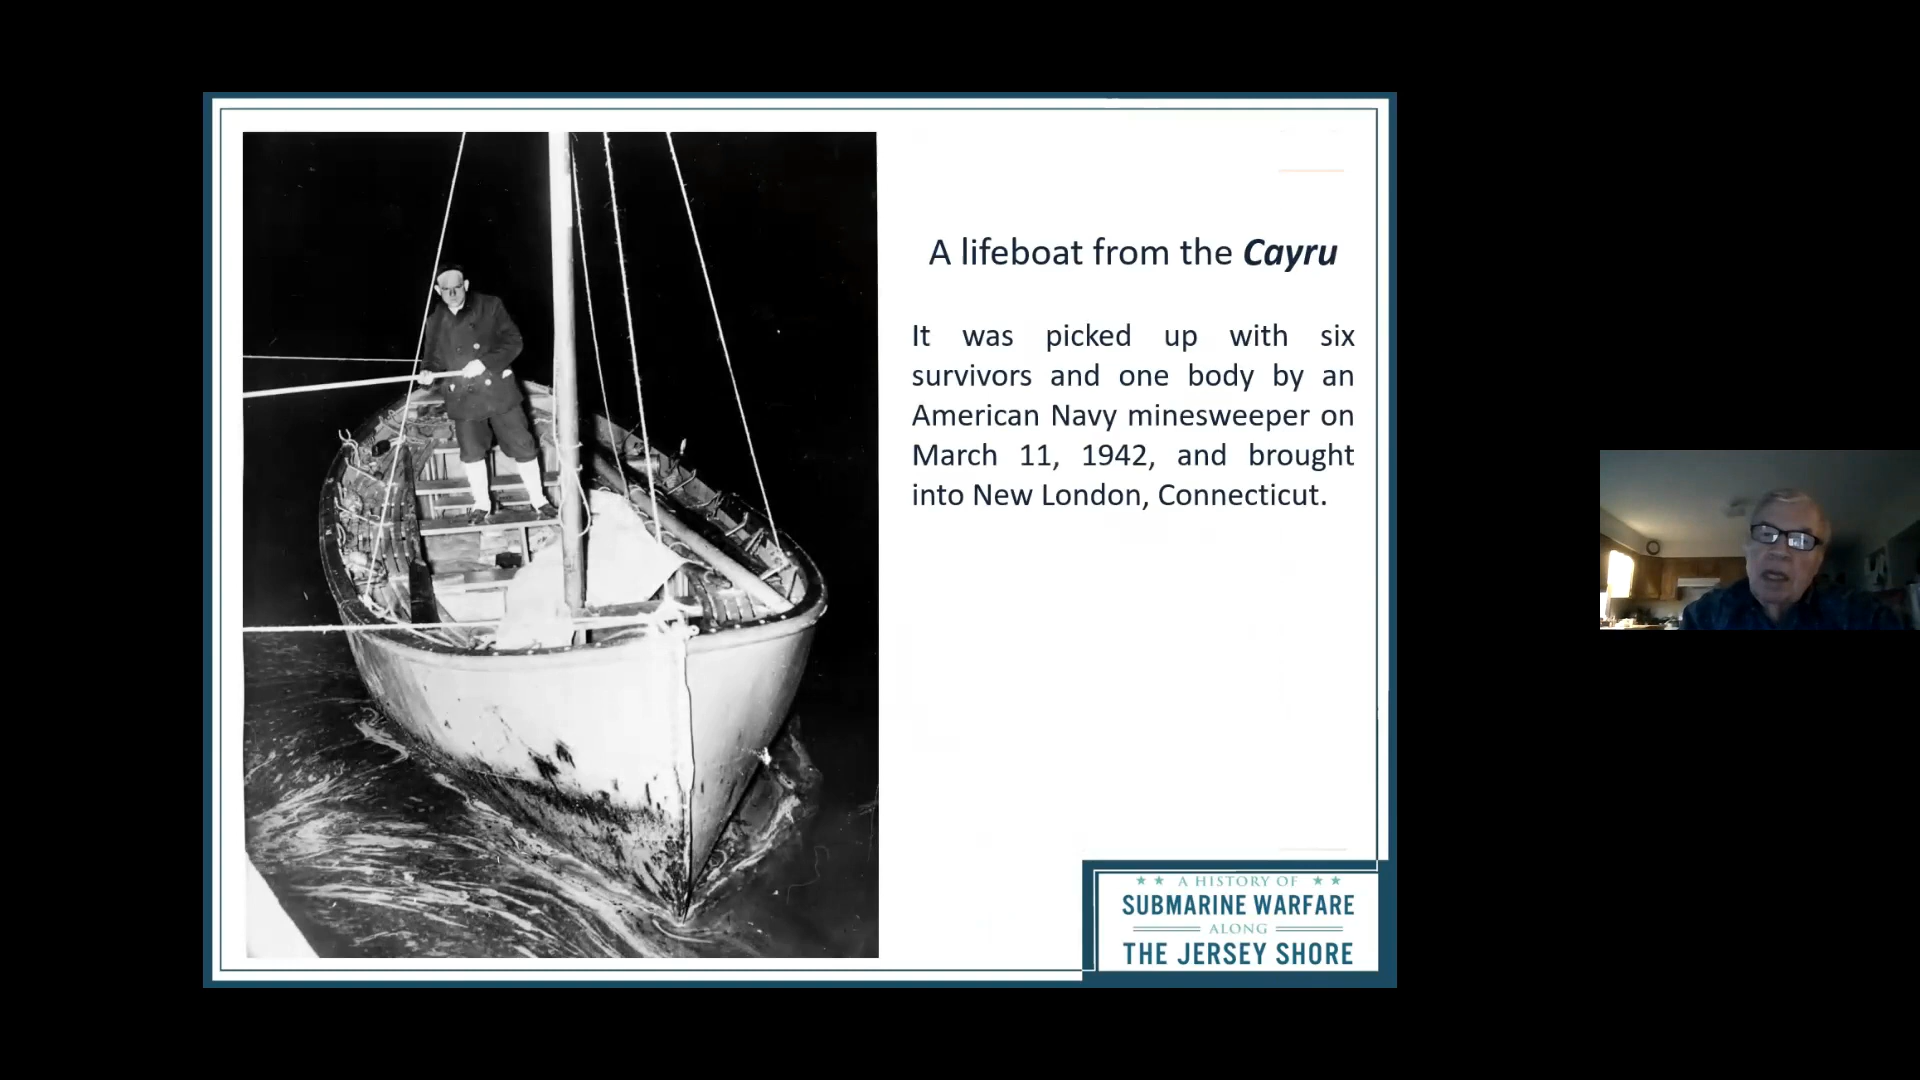 A lifeboat from the Cayru
It was picked up with six
survivors and one body by an
American Navy minesweeper on
March 11, 1942, and brought
into New London, Connecticut.
★ ★ A HISTORY OF ★ ★
SUBMARINE WARFARE
ALONG
THE JERSEY SHORE